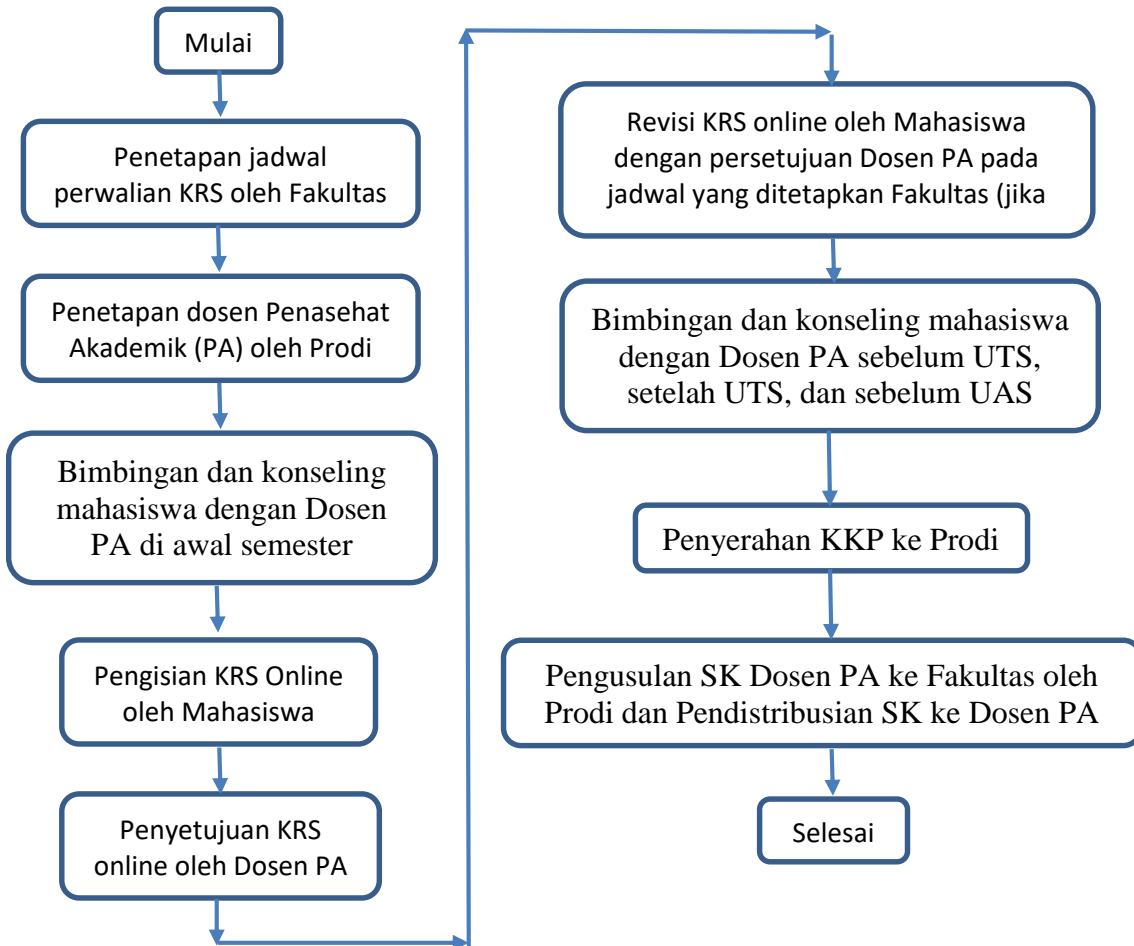 Mulai
Penetapan jadwal
perwalian KRS oleh Fakultas
Penetapan dosen Penasehat
Akademik (PA) oleh Prodi
Bimbingan dan konseling
mahasiswa dengan Dosen
PA di awal semester
Pengisian KRS Online
oleh Mahasiswa
Penyetujuan KRS
online oleh Dosen PA
Revisi KRS online oleh Mahasiswa
dengan persetujuan Dosen PA pada
jadwal yang ditetapkan Fakultas (jika
Bimbingan dan konseling mahasiswa
dengan Dosen PA sebelum UTS,
setelah UTS, dan sebelum UAS
Penyerahan KKP ke Prodi
Pengusulan SK Dosen PA ke Fakultas oleh
Prodi dan Pendistribusian SK ke Dosen PA
Selesai